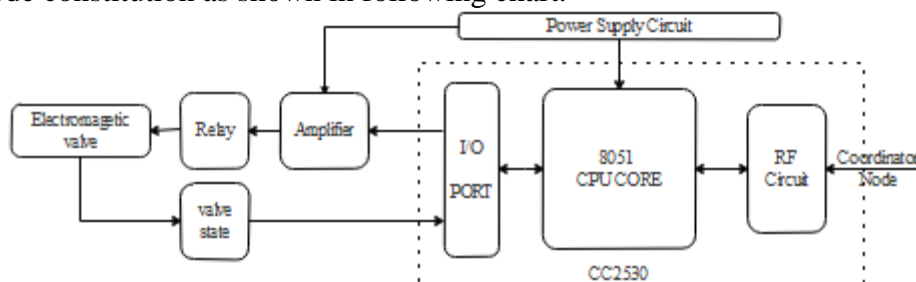 ode constitution as shown in following chart.
Power Supply Circuit
Electromagetic
valve
Relay
Amplifier
I/O
PORT
8051
CPU CORE
RF
Circuit
Coordinator
Node
valve
state
CC2530